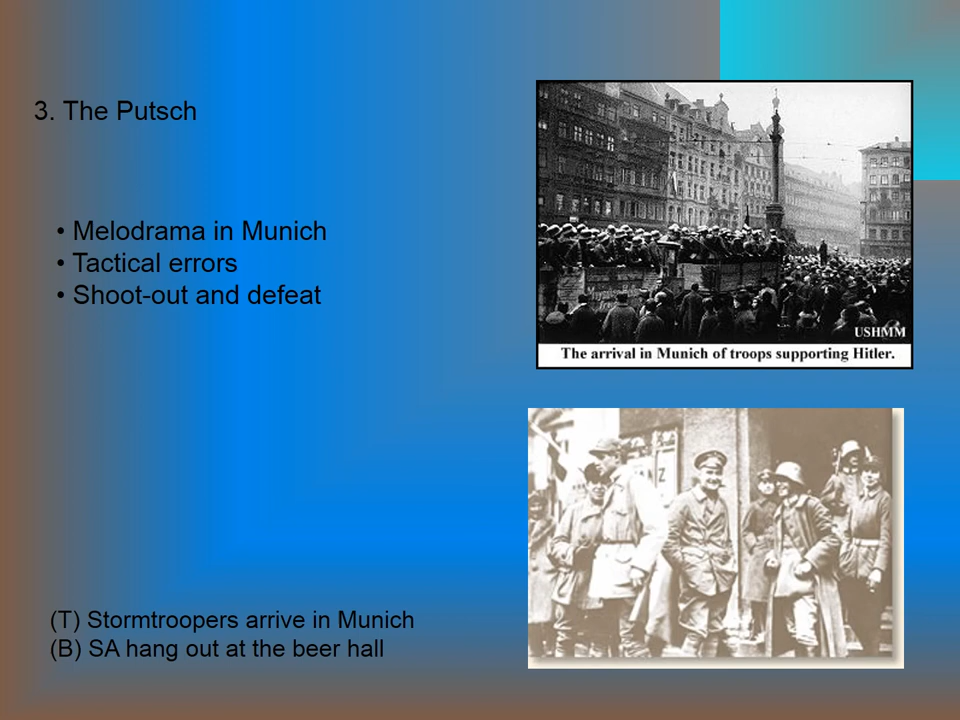 3. The Putsch
• Melodrama in Munich
• Tactical errors
• Shoot-out and defeat
USHMM
The arrival in Munich of troops supporting Hitler.
(T) Stormtroopers arrive in Munich
(B) SA hang out at the beer hall